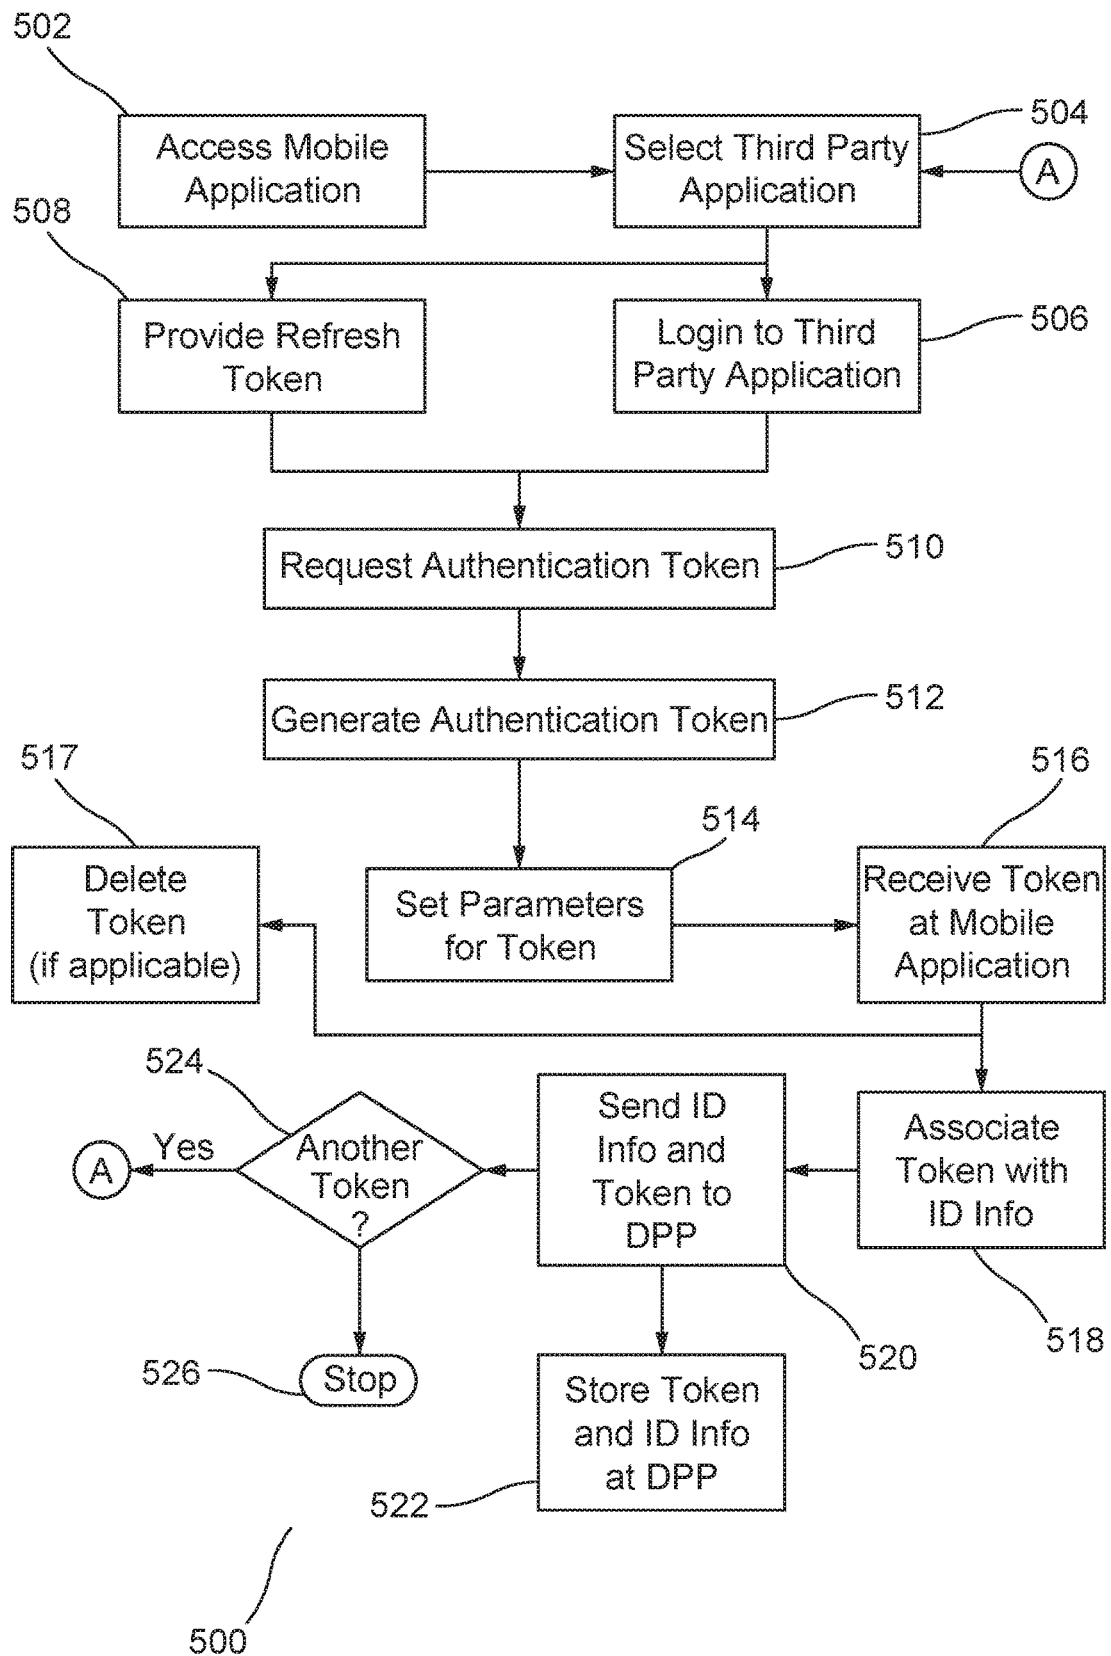 502
Access Mobile
Application
Select Third Party
Application
504
A
508
Provide Refresh
Token
Login to Third
Party Application
506
Request Authentication Token
510
Generate Authentication Token
512
517
Delete
Token
(if applicable)
514
Set Parameters
for Token
516
Receive Token
at Mobile
Application
524
A
Yes
Another
Token
?
Send ID
Info and
Token to
DPP
Associate
Token with
ID Info
518
520
526
Stop
Store Token
and ID Info
at DPP
522
500